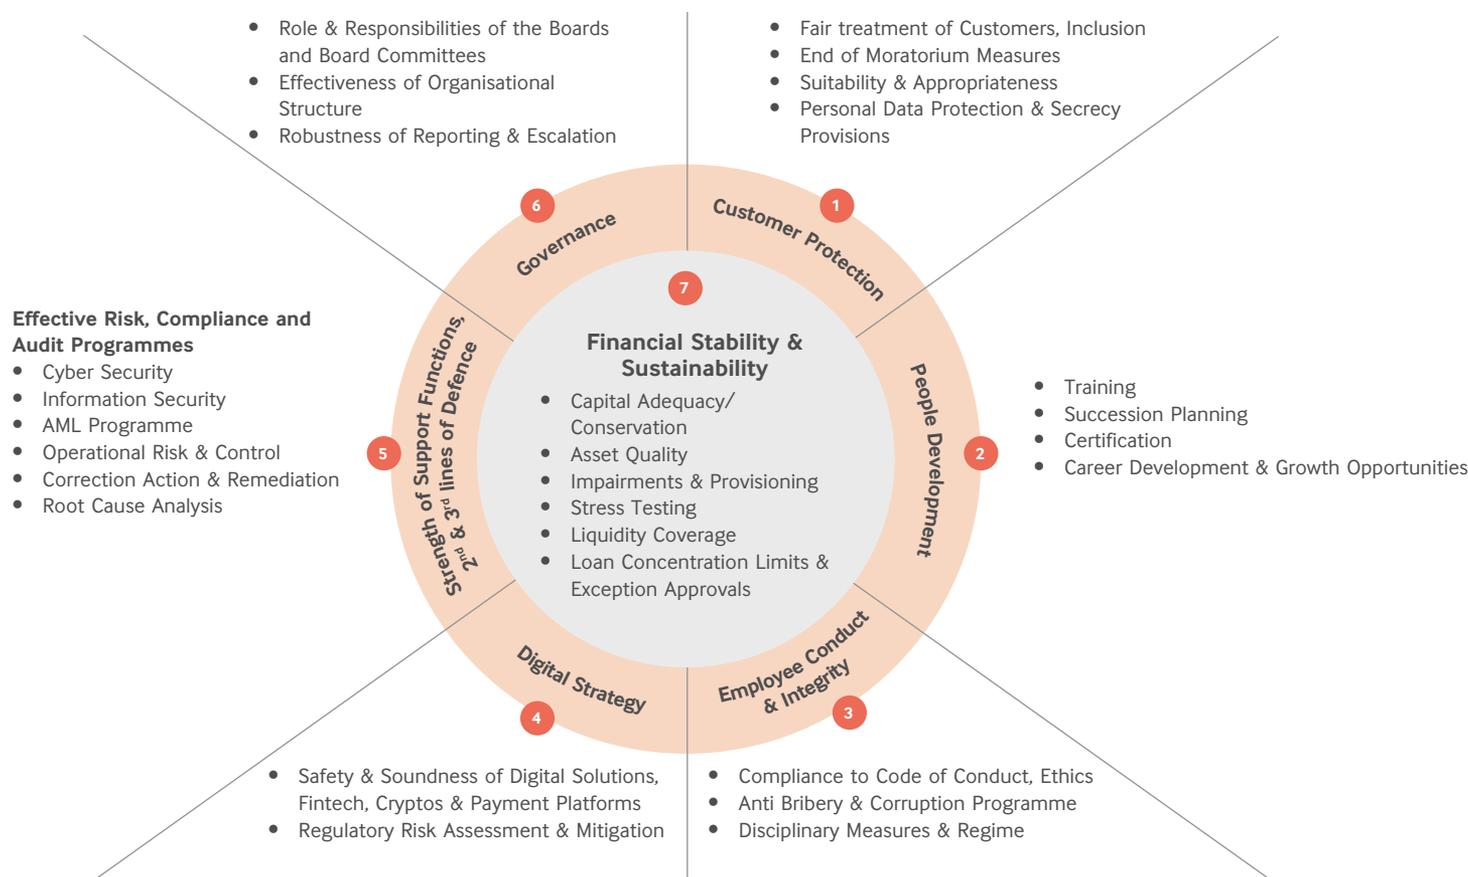 • Role & Responsibilities of the Boards
and Board Committees
• Effectiveness of Organisational
Structure
• Robustness of Reporting & Escalation
6
Governance
• Fair treatment of Customers, Inclusion
• End of Moratorium Measures
• Suitability & Appropriateness
• Personal Data Protection & Secrecy
Provisions
1
Customer Protection
7
Financial Stability &
Sustainability
• Capital Adequacy/
Conservation
• Asset Quality
• Impairments & Provisioning
• Stress Testing
• Liquidity Coverage
• Loan Concentration Limits &
Exception Approvals
Effective Risk, Compliance and
Audit Programmes
• Cyber Security
• Information Security
• AML Programme
• Operational Risk & Control
• Correction Action & Remediation
• Root Cause Analysis
5
Strength of Support Functions,
2nd & 3rd lines of Defence
People Development
2
• Training
• Succession Planning
• Certification
• Career Development & Growth Opportunities
Digital Strategy
4
• Safety & Soundness of Digital Solutions,
Fintech, Cryptos & Payment Platforms
• Regulatory Risk Assessment & Mitigation
Employee Conduct
& Integrity
3
• Compliance to Code of Conduct, Ethics
• Anti Bribery & Corruption Programme
• Disciplinary Measures & Regime